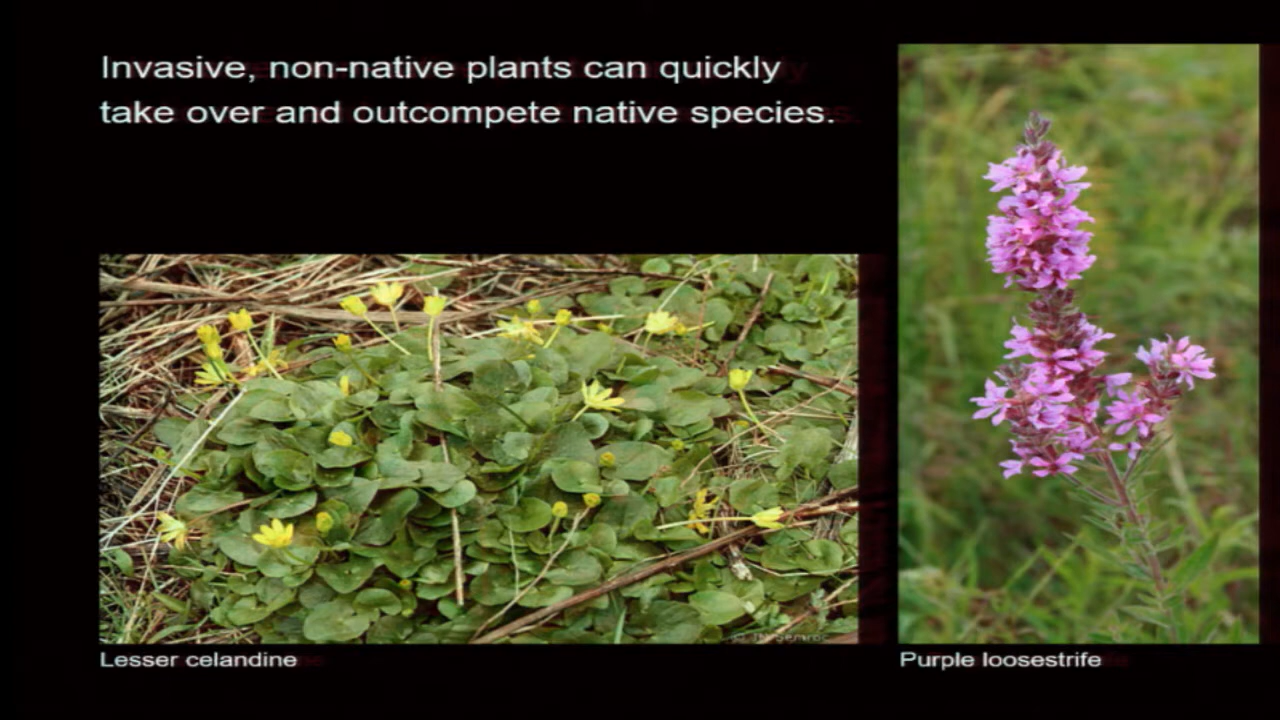 Invasive, non-native plants can quickly
take over and outcompete native species.
Lesser celandine
Purple loosestrife